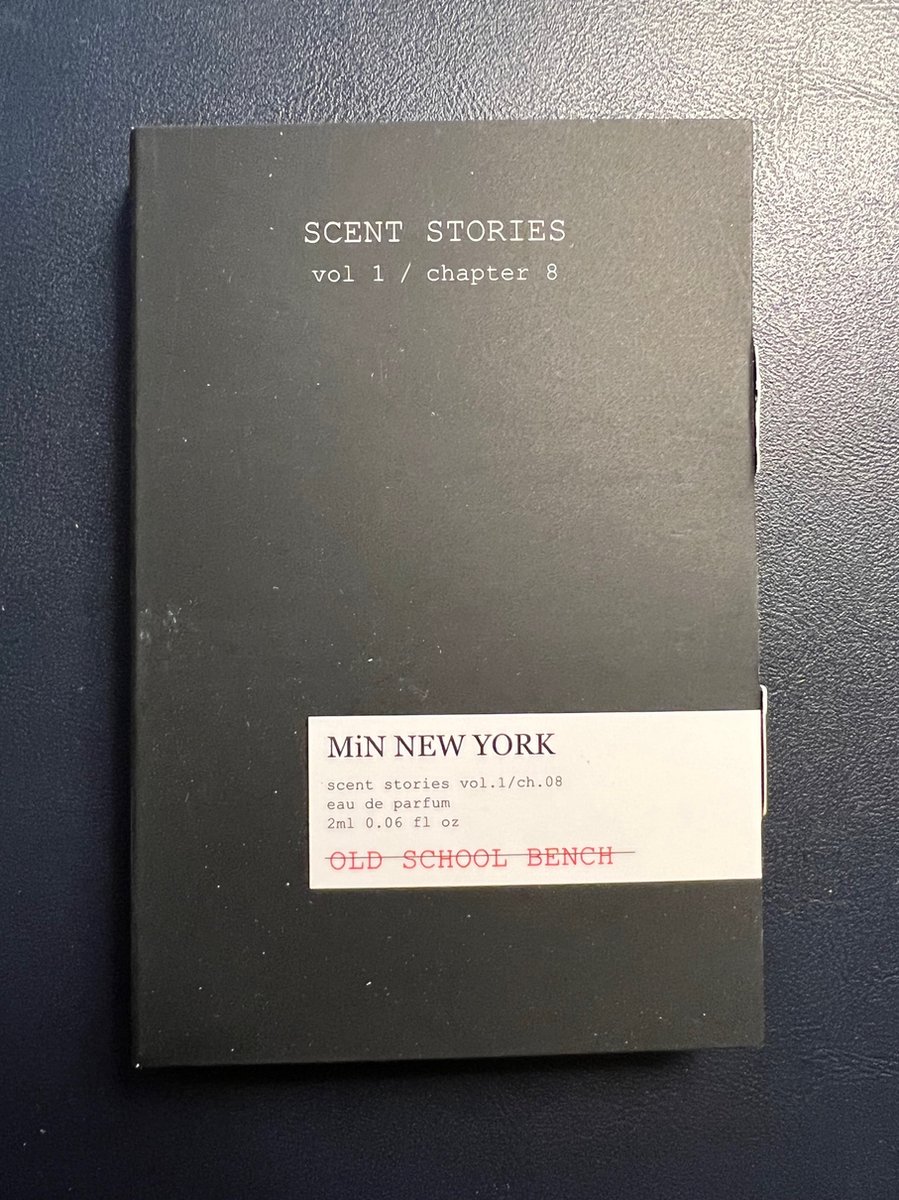 SCENT STORIES
vol 1 / chapter 8
MiN NEW YORK
scent stories vol.1/ch.08
eau de parfum
2ml 0.06 fl oz
OLD SCHOOL BENCH